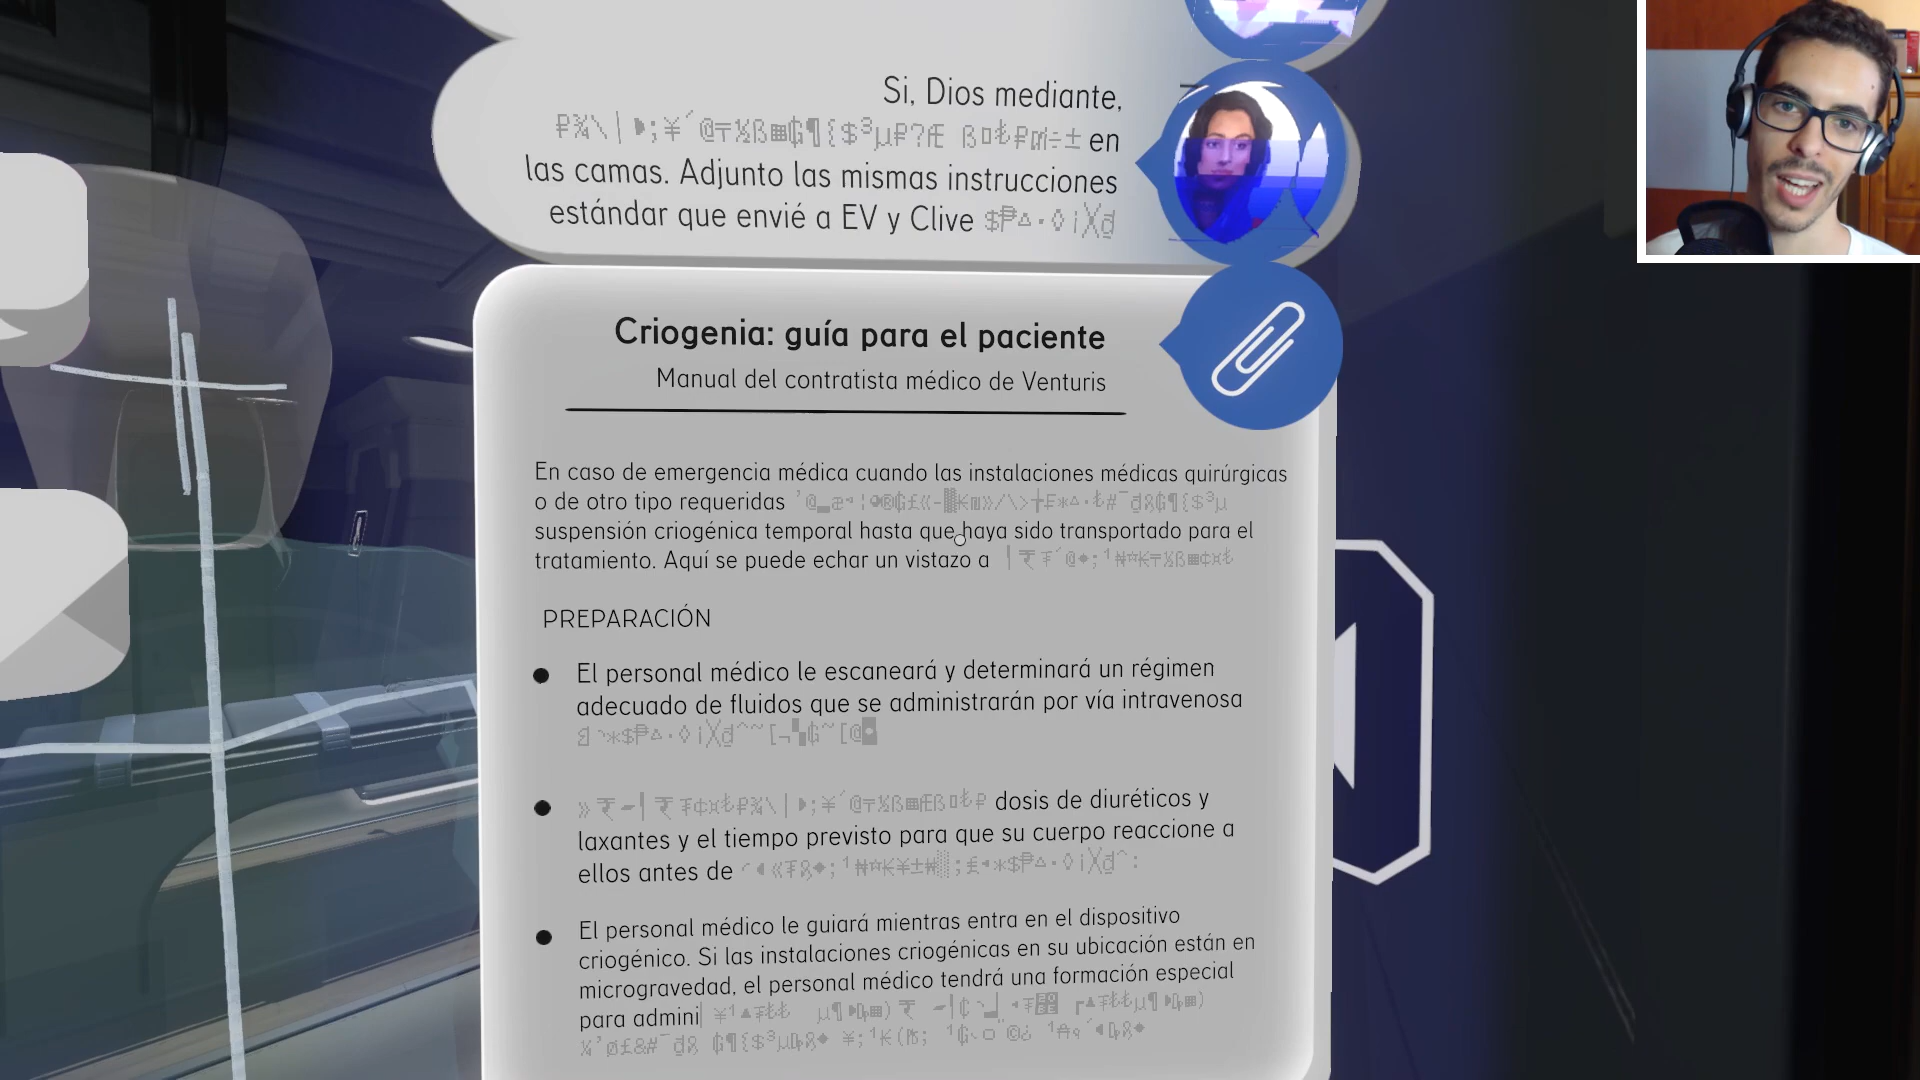 Si, Dios mediante,
en
las camas. Adjunto las mismas instrucciones
estándar que envié a EV y Clive
Criogenia: guía para el paciente
Manual del contratista médico de Venturis
En caso de emergencia médica cuando las instalaciones médicas quirúrgicas
o de otro tipo requeridas
suspensión criogénica temporal hasta que haya sido transportado para el
tratamiento. Aquí se puede echar un vistazo a
PREPARACIÓN
El personal médico le escaneará y determinará un régimen
adecuado de fluidos que se administrarán por vía intravenosa
dosis de diuréticos y
laxantes y el tiempo previsto para que su cuerpo reaccione a
ellos antes de
El personal médico le guiará mientras entra en el dispositivo
criogénico. Si las instalaciones criogénicas en su ubicación están en
microgravedad, el personal médico tendrá una formación especial
para admini